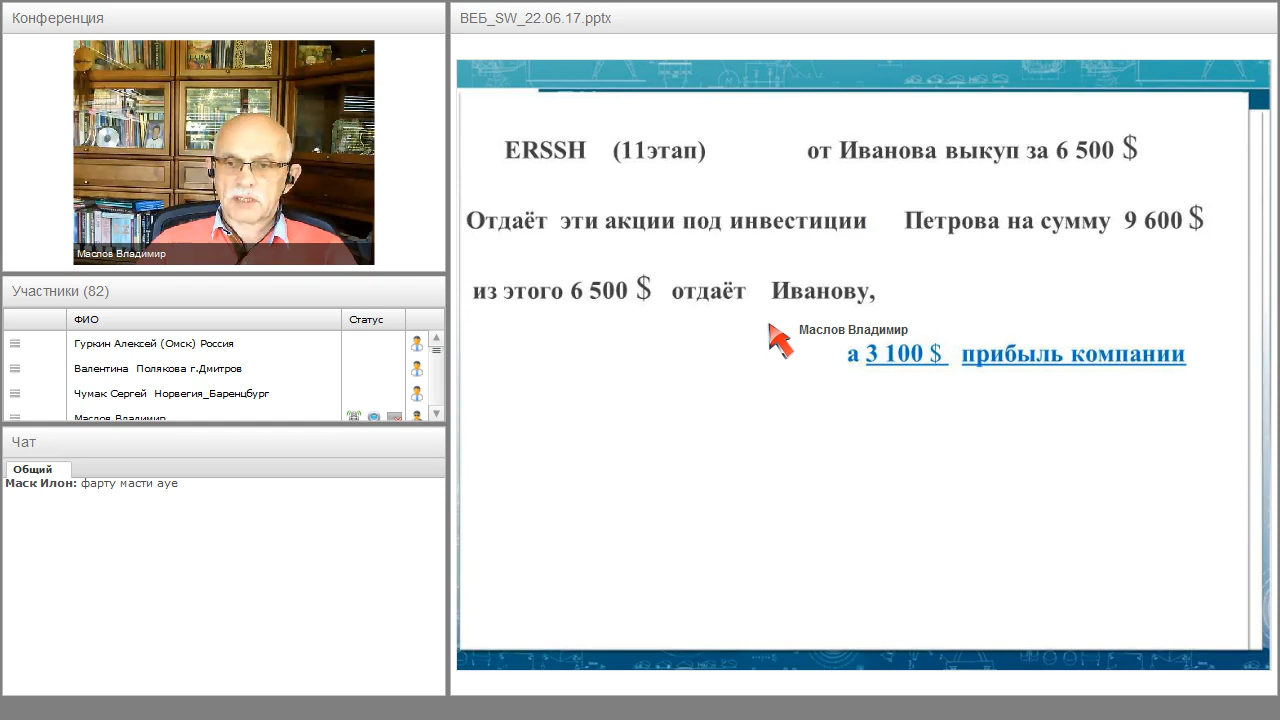 Конференция
Маслов Владимир
Участники (82)
ФИО Статус
Гуркин Алексей (Омск) Россия
Валентина Полякова г.Дмитров
Чумак Сергей Норвегия_Баренцбург
Маслов Владимир
Чат
Общий
Маск Илон: фарту масти ауе
ВЕБ_SW_22.06.17.pptx
ERSSH (11этап) от Иванова выкуп за 6 500 $
Отдаёт эти акции под инвестиции Петрова на сумму 9 600 $
из этого 6 500 $ отдаёт Иванову,
Маслов Владимир
а 3 100 $ прибыль компании